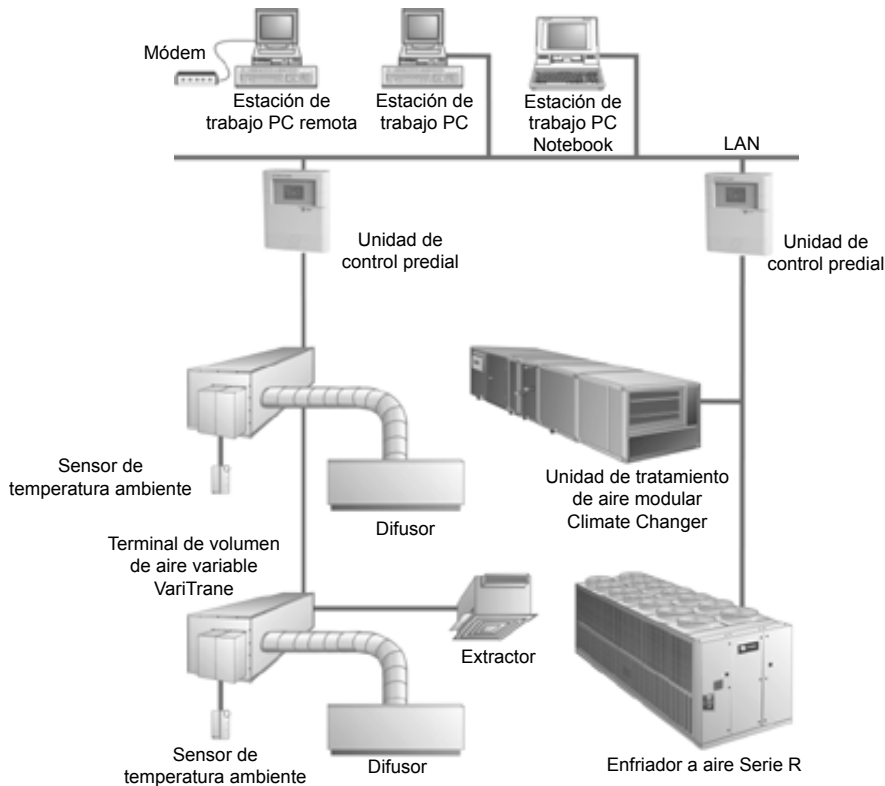 Módem
Estación de
trabajo PC remota
Estación de
trabajo PC
Estación de
trabajo PC
Notebook
LAN
Unidad de
control predial
Unidad de
control predial
Sensor de
temperatura ambiente
Difusor
Unidad de tratamiento
de aire modular
Climate Changer
Terminal de volumen
de aire variable
VariTrane
Extractor
Sensor de
temperatura ambiente
Difusor
Enfriador a aire Serie R